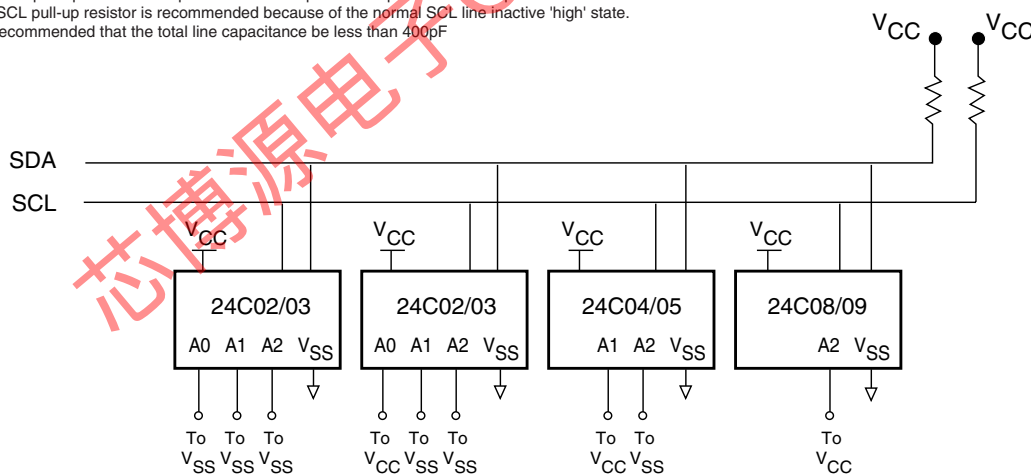 SCL pull-up resistor is recommended because of the normal SCL line inactive 'high' state.
ecommended that the total line capacitance be less than 400pF
VCC VCC
SDA
SCL
VCC VCC VCC VCC
24C02/03 24C02/03 24C04/05 24C08/09
A0 A1 A2 VSS A0 A1 A2 VSS A1 A2 VSS A2 VSS
To To To To To To To To To
VSS VSS VSS VCC VSS VSS VCC VSS VCC
芯博源电子